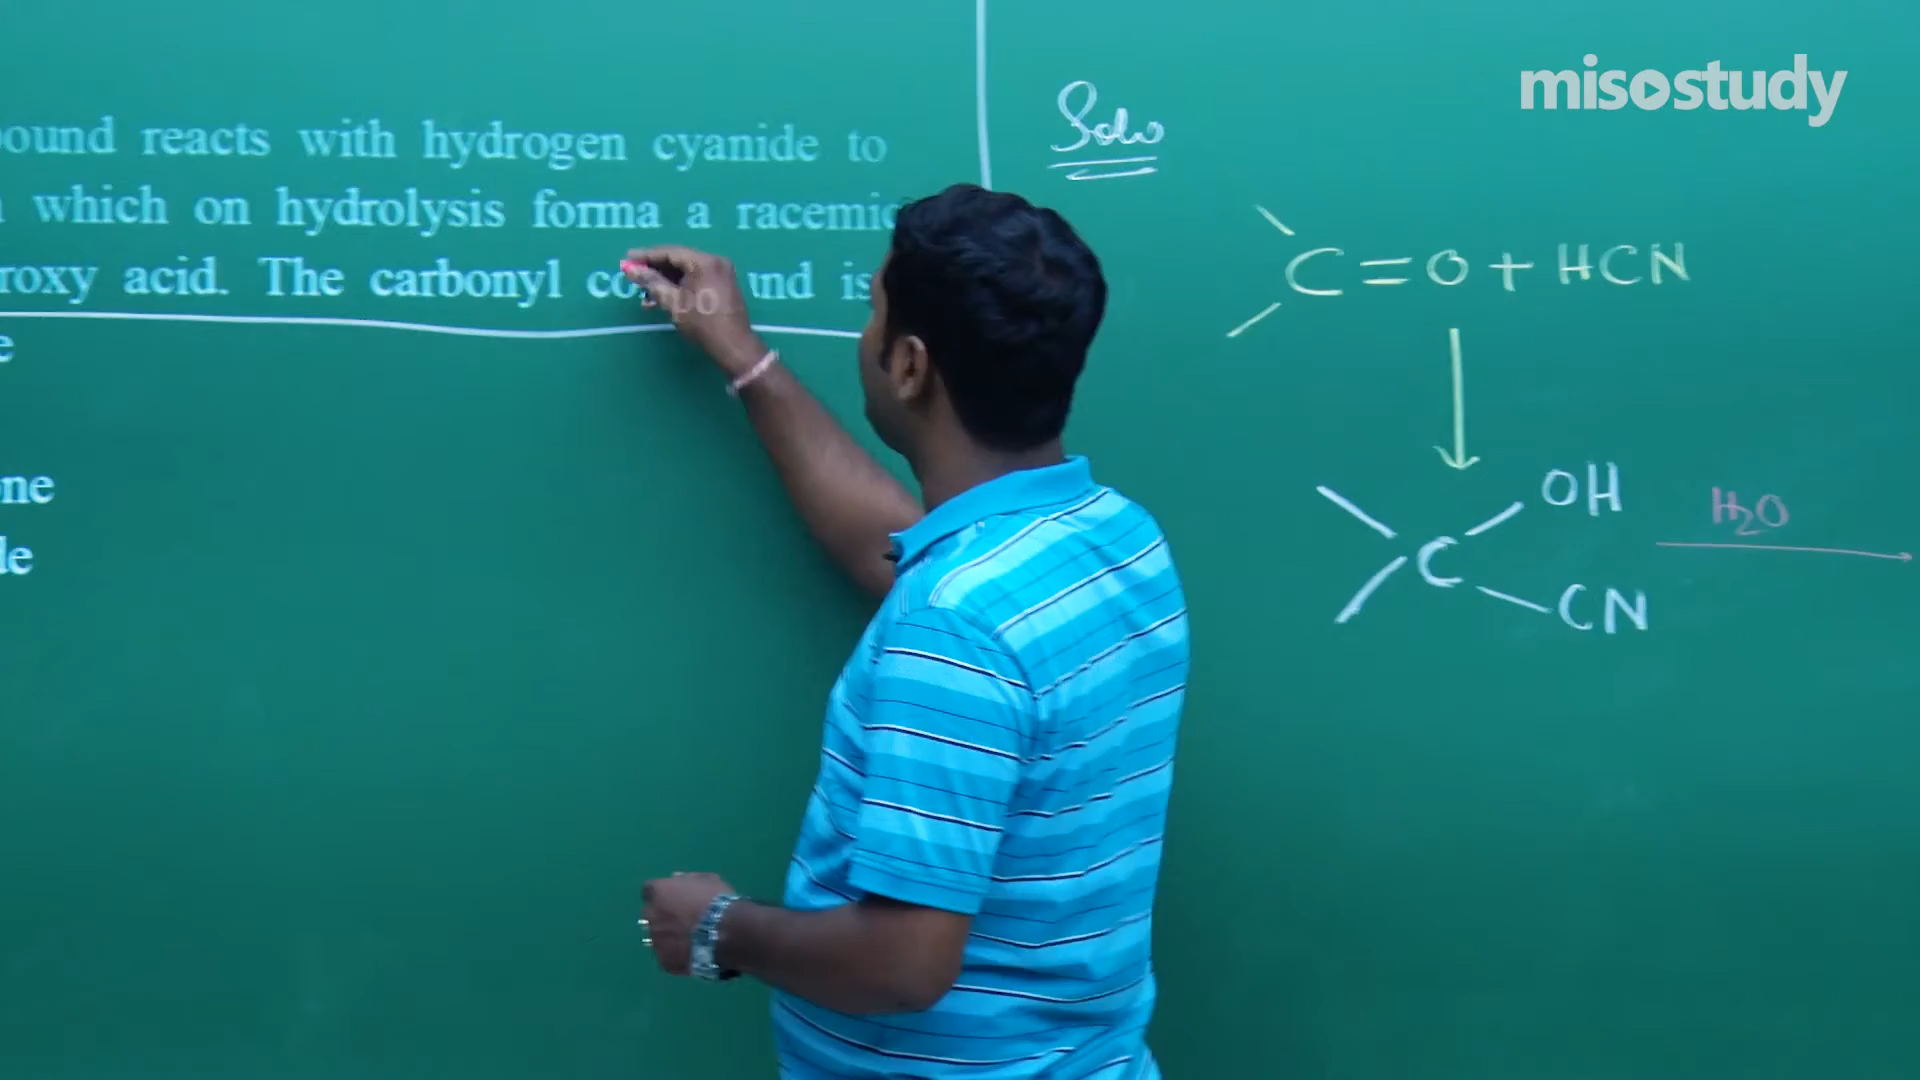 ound reacts with hydrogen cyanide to
which on hydrolysis forma a racemic
roxy acid. The carbonyl co und is
e
ne
le
Soln
C=O+HCN
OH
C
CN
H2O
misostudy